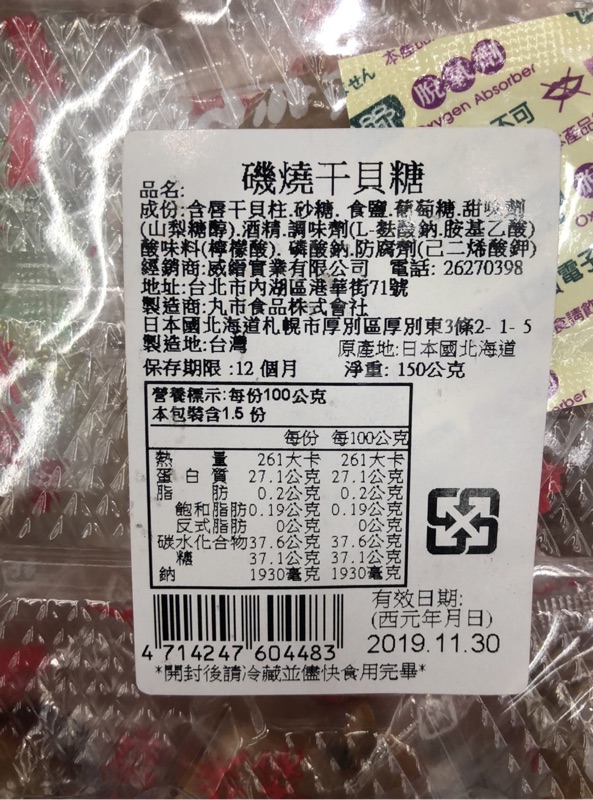 せん
本產品
脫氧劑
Oxygen Absorber
不可
磯燒干貝糖
品名:
成份:含唇干貝柱.砂糖.食鹽.葡萄糖.甜味劑
(山梨糖醇).酒精.調味劑(L-麩酸鈉.胺基乙酸)
酸味料(檸檬酸).磷酸鈉.防腐劑(己二烯酸鉀)
經銷商:威縉實業有限公司 電話: 26270398
地址:台北市內湖區港華街71號
製造商:丸市食品株式會社
日本國北海道札幌市厚別區厚別東3條2-1-5
製造地:台灣 原產地:日本國北海道
保存期限:12個月 淨重: 150公克
營養標示:每份100公克
本包裝含1.5 份
每份 每100公克
熱量 261大卡 261大卡
蛋白質 27.1公克 27.1公克
脂肪 0.2公克 0.2公克
飽和脂肪0.19公克 0.19公克
反式脂肪 0公克 0公克
碳水化合物37.6公克 37.6公克
糖 37.1公克 37.1公克
鈉 1930毫克 1930毫克
有效日期:
(西元年月日)
2019.11.30
4 714247 604483
*開封後請冷藏並儘快食用完畢*
電子